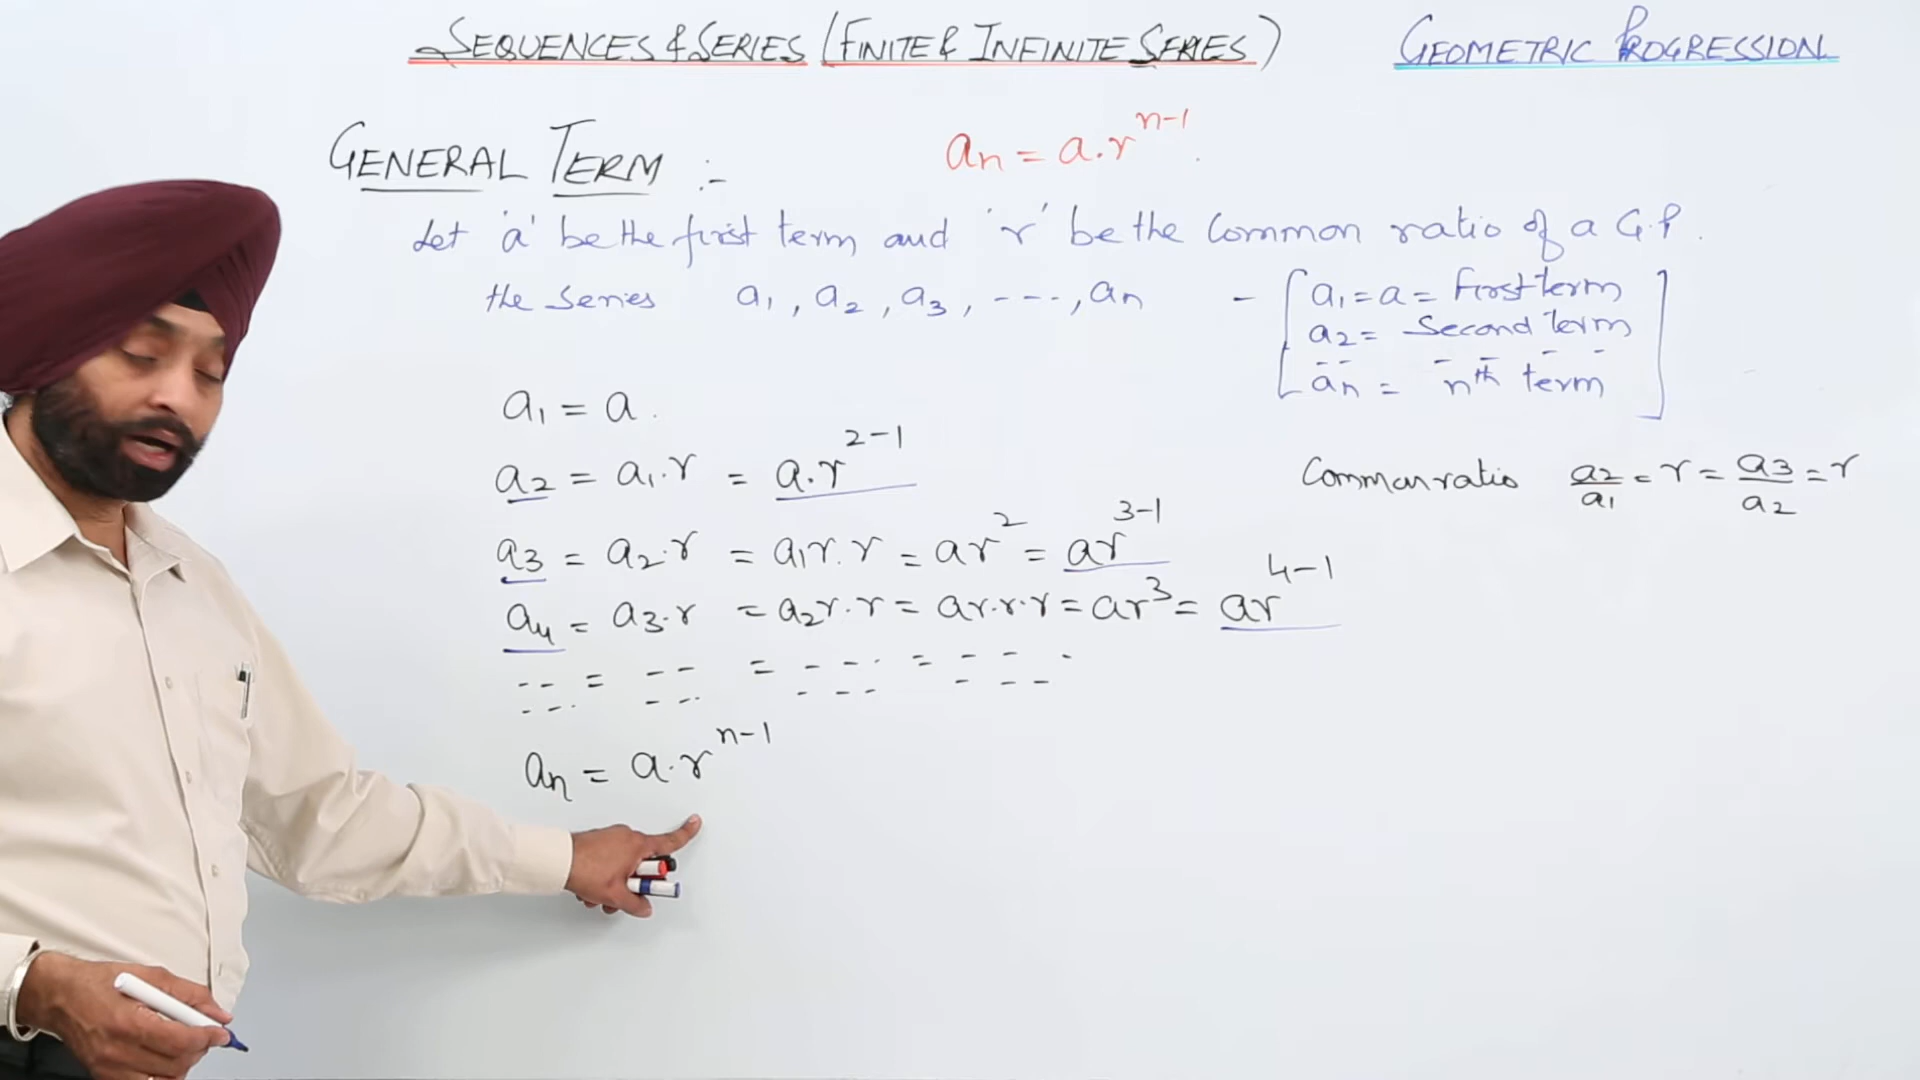 SEQUENCES & SERIES (FINITE & INFINITE SERIES) GEOMETRIC PROGRESSION
GENERAL TERM :- aₙ = a.rⁿ⁻¹.
Let 'a' be the first term and 'r' be the common ratio of a G.P.
the series a₁, a₂, a₃, ----, aₙ - [a₁ = a = First term
a₂ = Second term
-- - - - -
aₙ = nᵗʰ term]
a₁ = a.
a₂ = a₁.r = a.r²⁻¹
Common ratio a₂/a₁ = r = a₃/a₂ = r
a₃ = a₂.r = a₁r.r = ar² = ar³⁻¹
a₄ = a₃.r = a₂r.r = ar.r.r = ar³ = ar⁴⁻¹
-- = -- = ---. = -- -
---. ---. --- ---
aₙ = a.rⁿ⁻¹